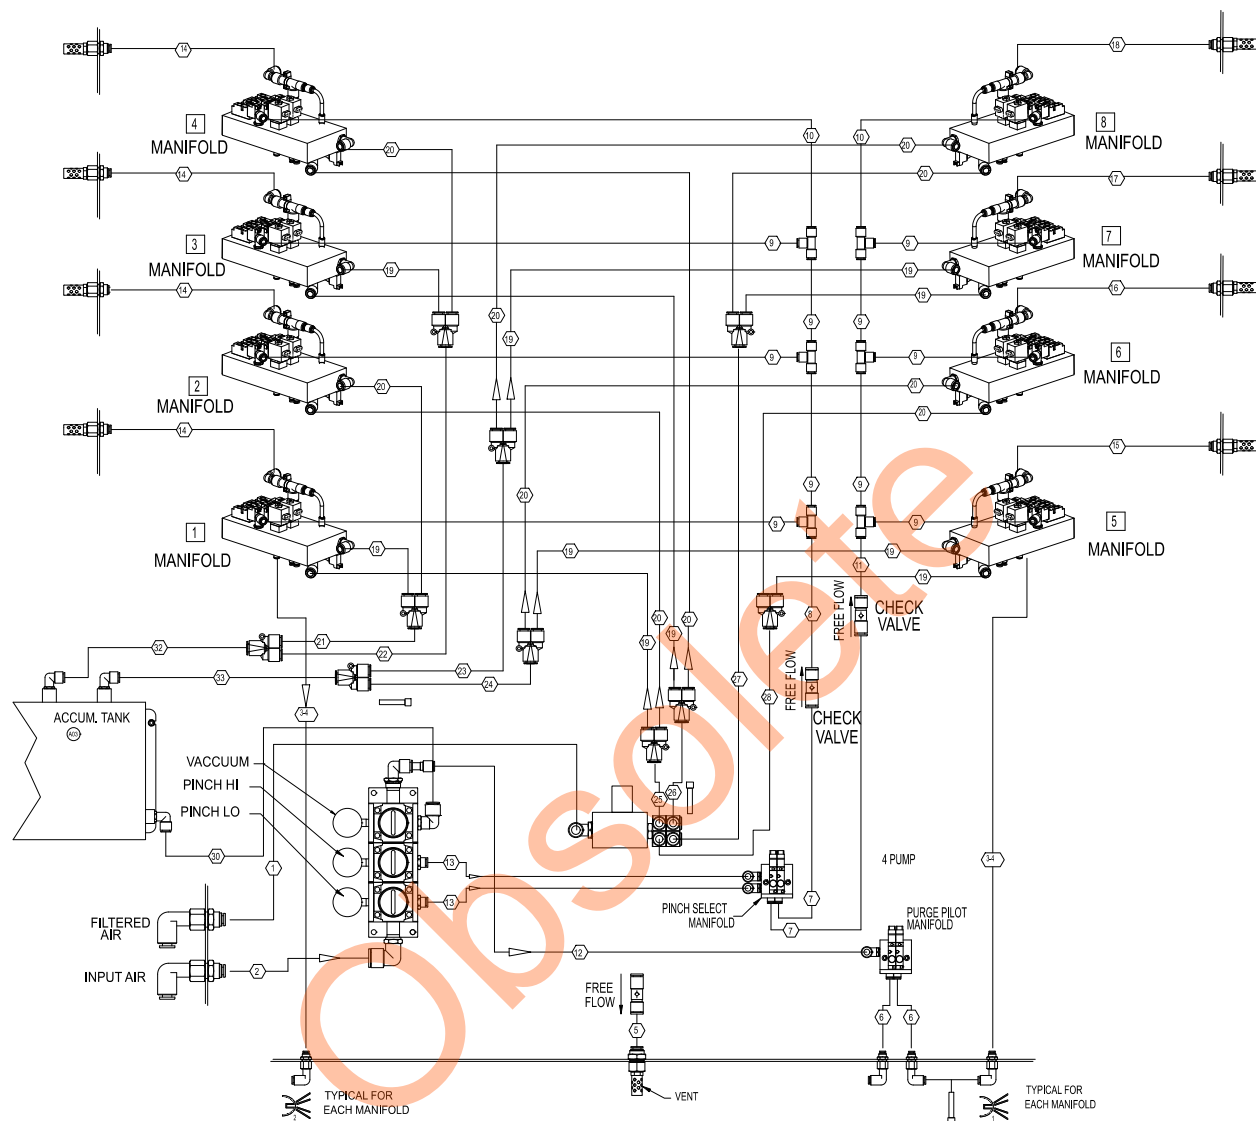 14
18
4
MANIFOLD
20
10
10
20
8
MANIFOLD
14
20
17
3
MANIFOLD
9
9
7
MANIFOLD
19
19
14
20
19
19
16
9
9
2
MANIFOLD
9
9
6
MANIFOLD
20
20
20
14
15
20
9
9
1
MANIFOLD
9
9
5
MANIFOLD
19
19
19
11
19
FREE FLOW
CHECK
VALVE
8
21
22
19
20
19
20
32
23
24
33
27
28
FREE FLOW
CHECK
VALVE
3-4
ACCUM. TANK
A03
VACCUUM
PINCH HI
PINCH LO
25
26
30
1
13
13
4 PUMP
3-4
7
7
PINCH SELECT
MANIFOLD
PURGE PILOT
MANIFOLD
FILTERED
AIR
INPUT AIR
2
12
FREE
FLOW
5
6
6
VENT
TYPICAL FOR
EACH MANIFOLD
TYPICAL FOR
EACH MANIFOLD
Obsolete